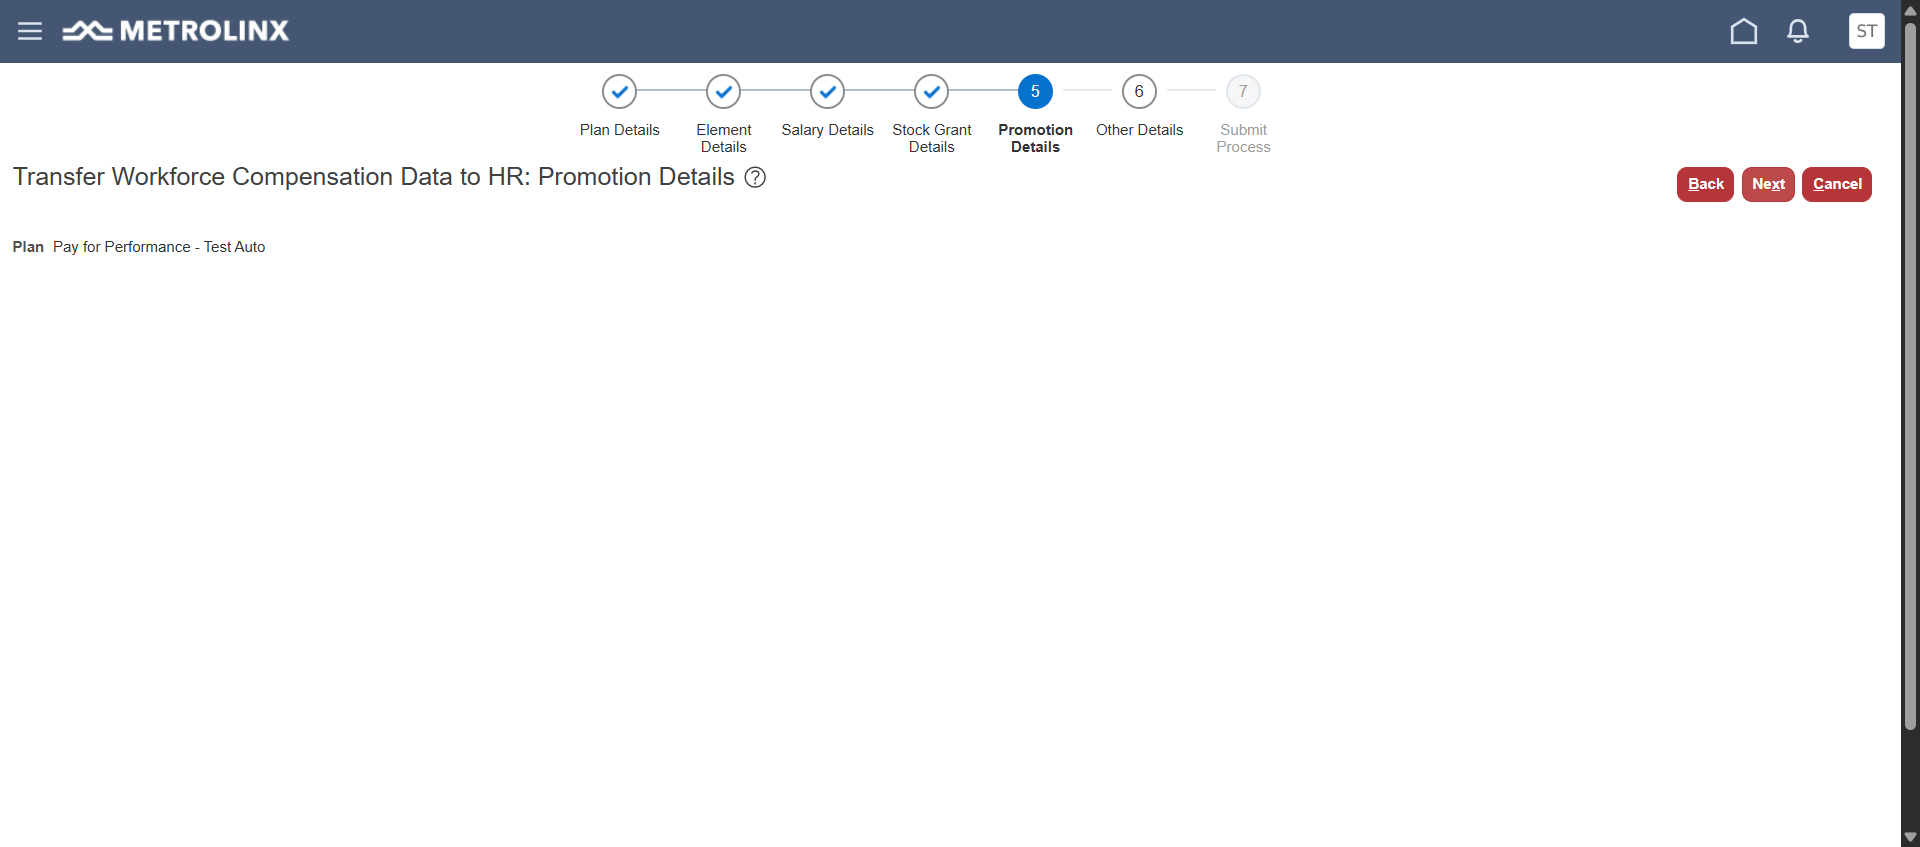 METROLINX
ST
5
6
7
Plan Details
Element Details
Salary Details
Stock Grant Details
Promotion Details
Other Details
Submit Process
Transfer Workforce Compensation Data to HR: Promotion Details ?
Back
Next
Cancel
Plan Pay for Performance - Test Auto